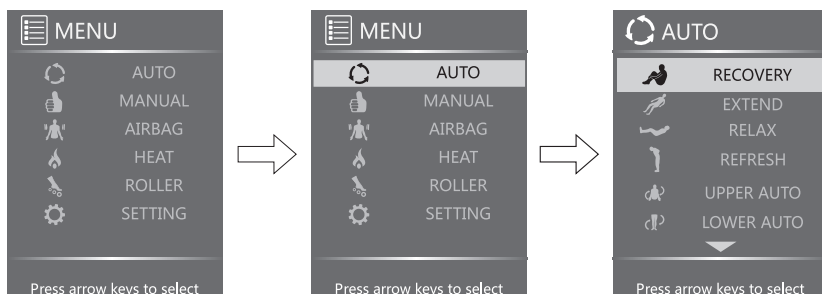 MENU
AUTO
MANUAL
AIRBAG
HEAT
ROLLER
SETTING
Press arrow keys to select
MENU
AUTO
MANUAL
AIRBAG
HEAT
ROLLER
SETTING
Press arrow keys to select
AUTO
RECOVERY
EXTEND
RELAX
REFRESH
UPPER AUTO
LOWER AUTO
Press arrow keys to select